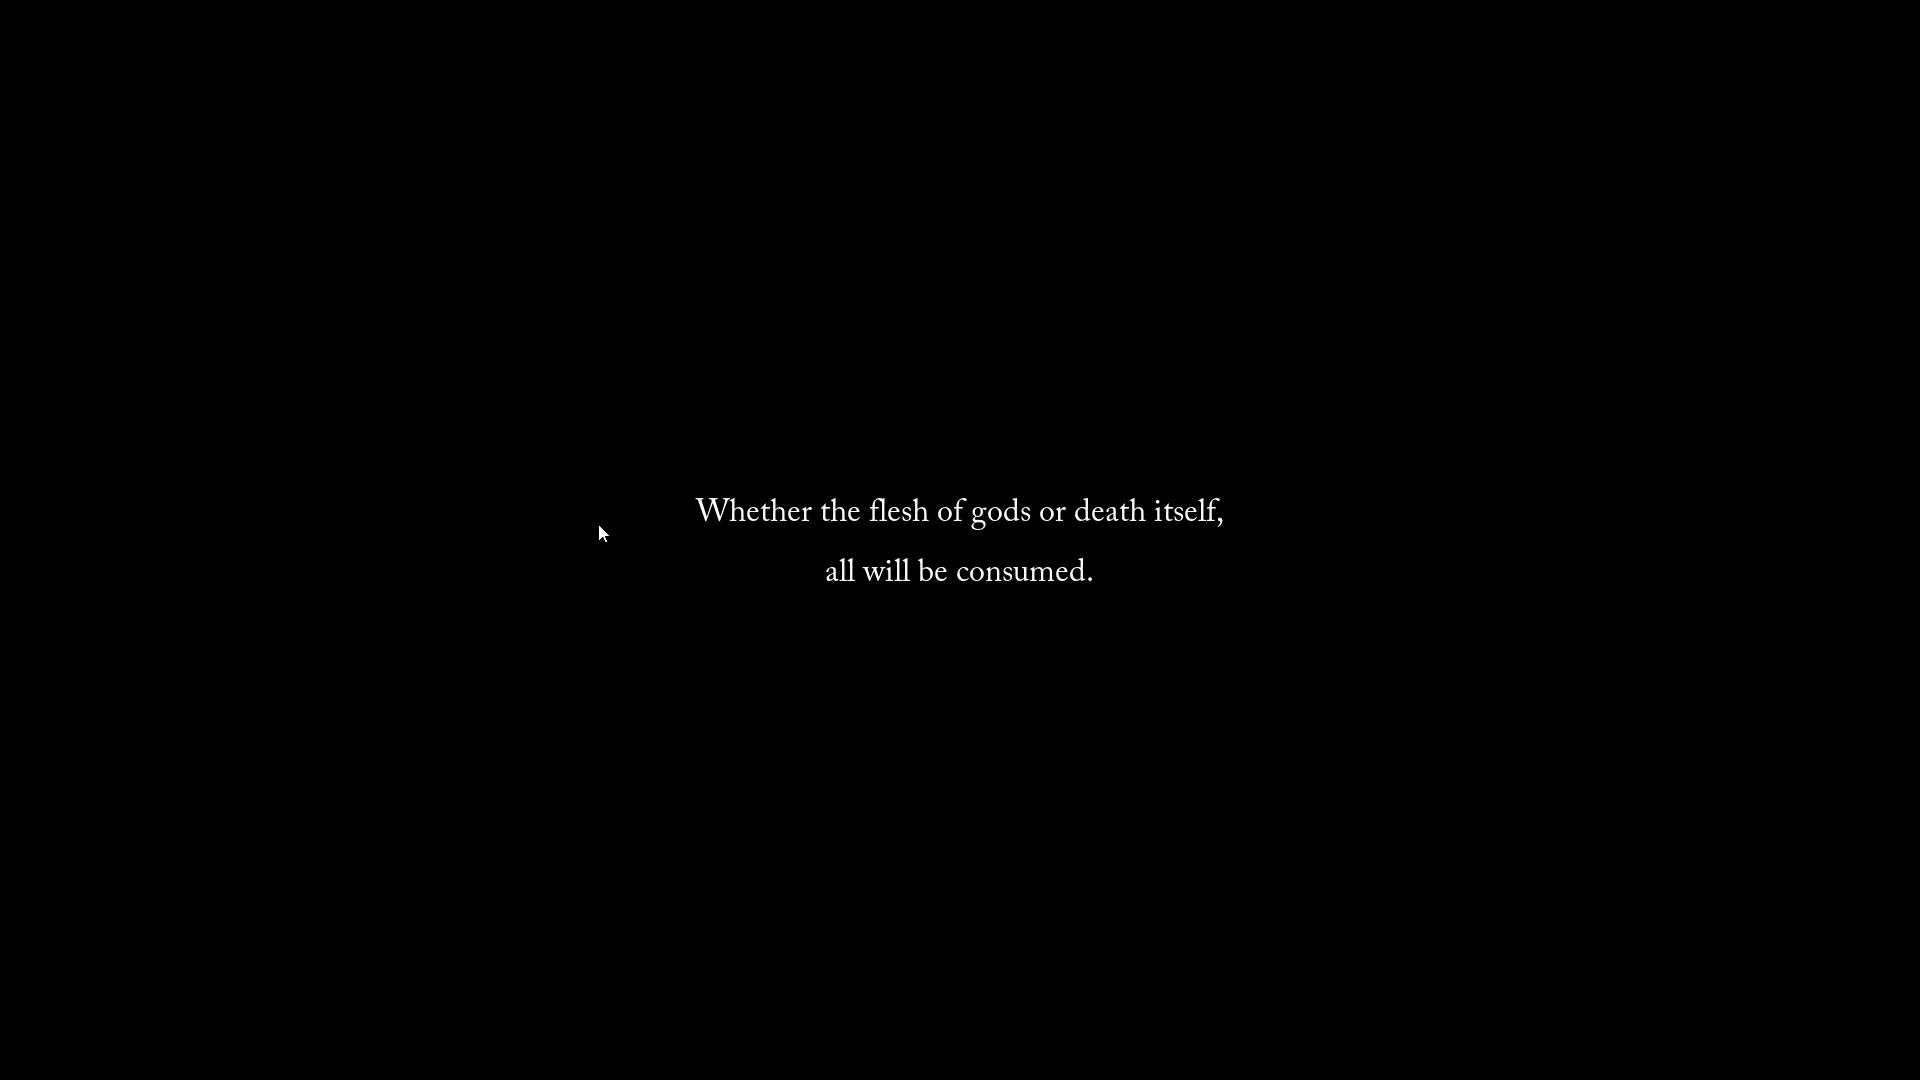 Whether the flesh of gods or death itself,
all will be consumed.